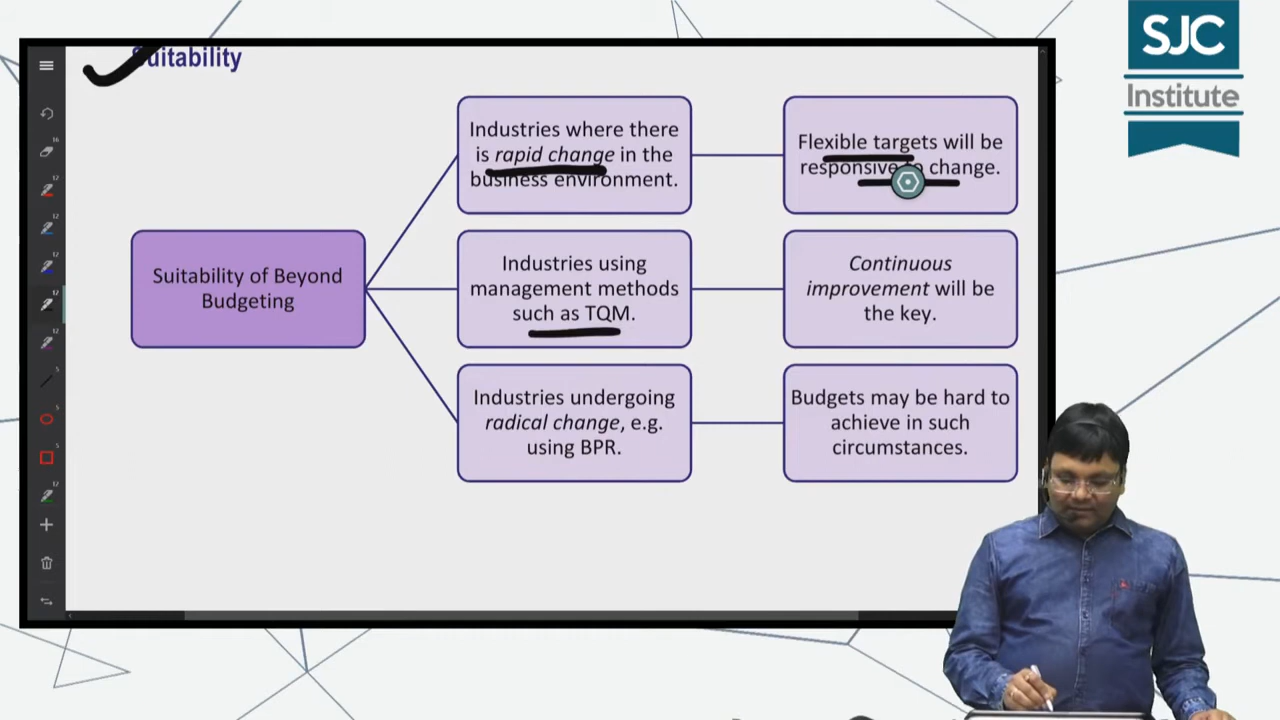 Suitability
SJC
Institute
Suitability of Beyond
Budgeting
Industries where there
is rapid change in the
business environment.
Flexible targets will be
responsive to change.
Industries using
management methods
such as TQM.
Continuous
improvement will be
the key.
Industries undergoing
radical change, e.g.
using BPR.
Budgets may be hard to
achieve in such
circumstances.